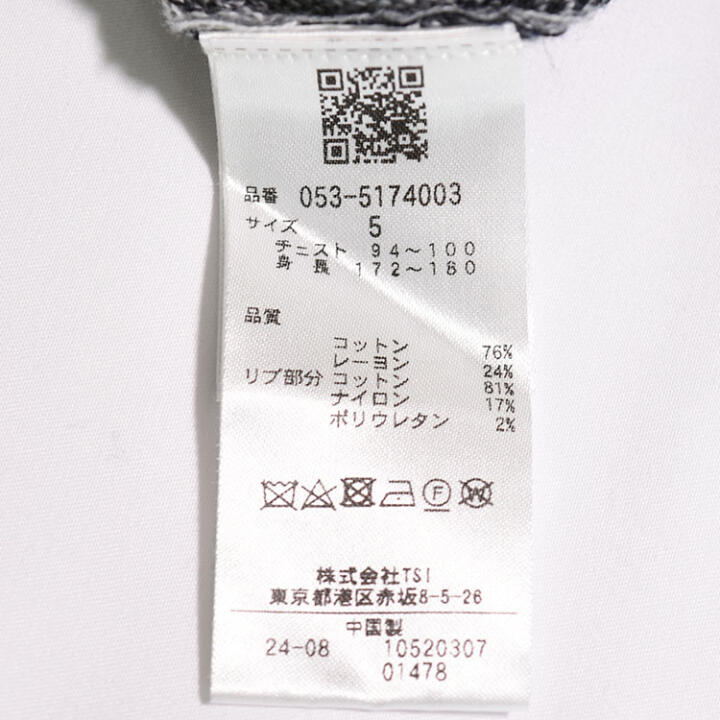 品番 053-5174003
サイズ 5
チェスト 94～100
身長 172～180
品質
コットン 76%
レーヨン 24%
リブ部分 コットン 81%
ナイロン 17%
ポリウレタン 2%
F W
株式会社TSI
東京都港区赤坂8-5-26
中国製
24-08 10520307
01478